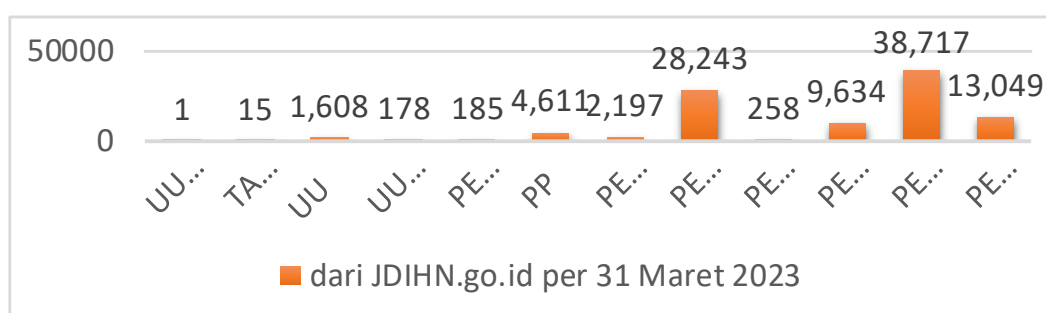 50000
0
1
15
1,608
178
185
4,611
2,197
28,243
258
9,634
38,717
13,049
UU...
TA...
UU
UU...
PE...
PP
PE...
PE...
PE...
PE...
PE...
PE...
dari JDIHN.go.id per 31 Maret 2023